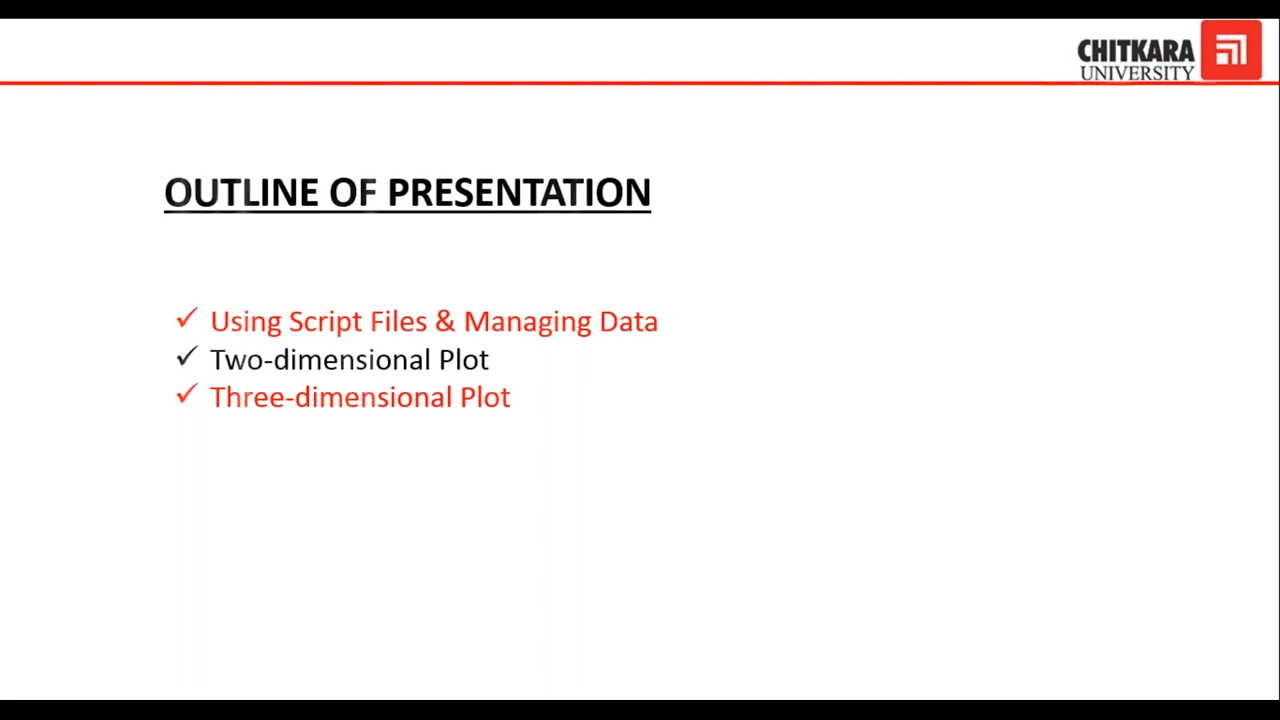 CHITKARA
UNIVERSITY
OUTLINE OF PRESENTATION
✓ Using Script Files & Managing Data
✓ Two-dimensional Plot
✓ Three-dimensional Plot